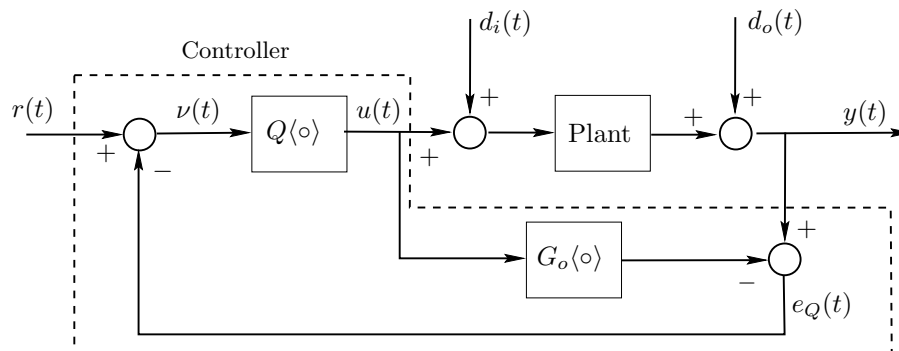 d_i(t)
d_o(t)
Controller
r(t)
ν(t)
u(t)
y(t)
+
+
Q⟨∘⟩
Plant
+
+
+
−
+
G_o⟨∘⟩
−
e_Q(t)